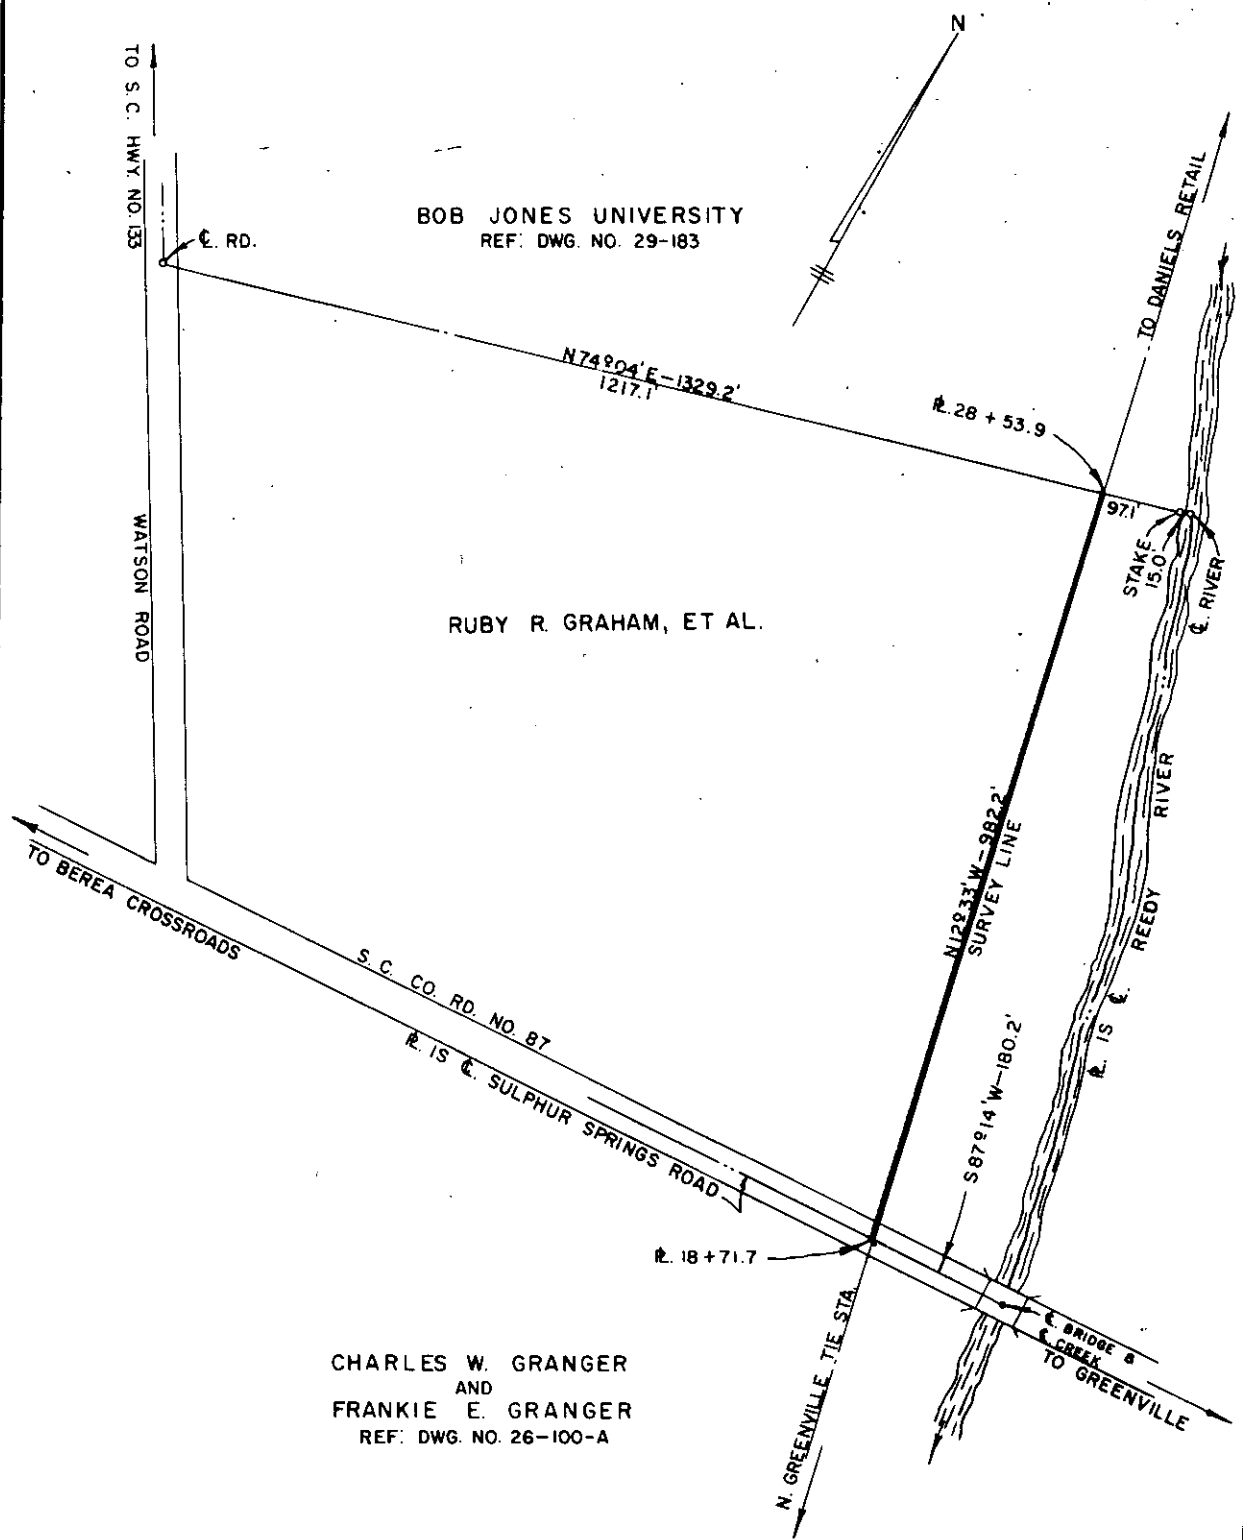 N
TO S. C. HWY. NO. 133
℄ RD.
BOB JONES UNIVERSITY
REF: DWG. NO. 29-183
TO DANIELS RETAIL
N74°04'E-1329.2'
1217.1'
℄ 28 + 53.9
97.1'
STAKE
15.0'
℄ RIVER
WATSON ROAD
RUBY R. GRAHAM, ET AL.
N12°33'W-982.2'
SURVEY LINE
REEDY RIVER
℄ IS ℄
TO BEREA CROSSROADS
S. C. CO. RD. NO. 87
℄ IS ℄ SULPHUR SPRINGS ROAD
S87°14'W-180.2'
℄ 18+71.7
N. GREENVILLE TIE STA.
℄ BRIDGE &
℄ CREEK
TO GREENVILLE
CHARLES W. GRANGER
AND
FRANKIE E. GRANGER
REF: DWG. NO. 26-100-A